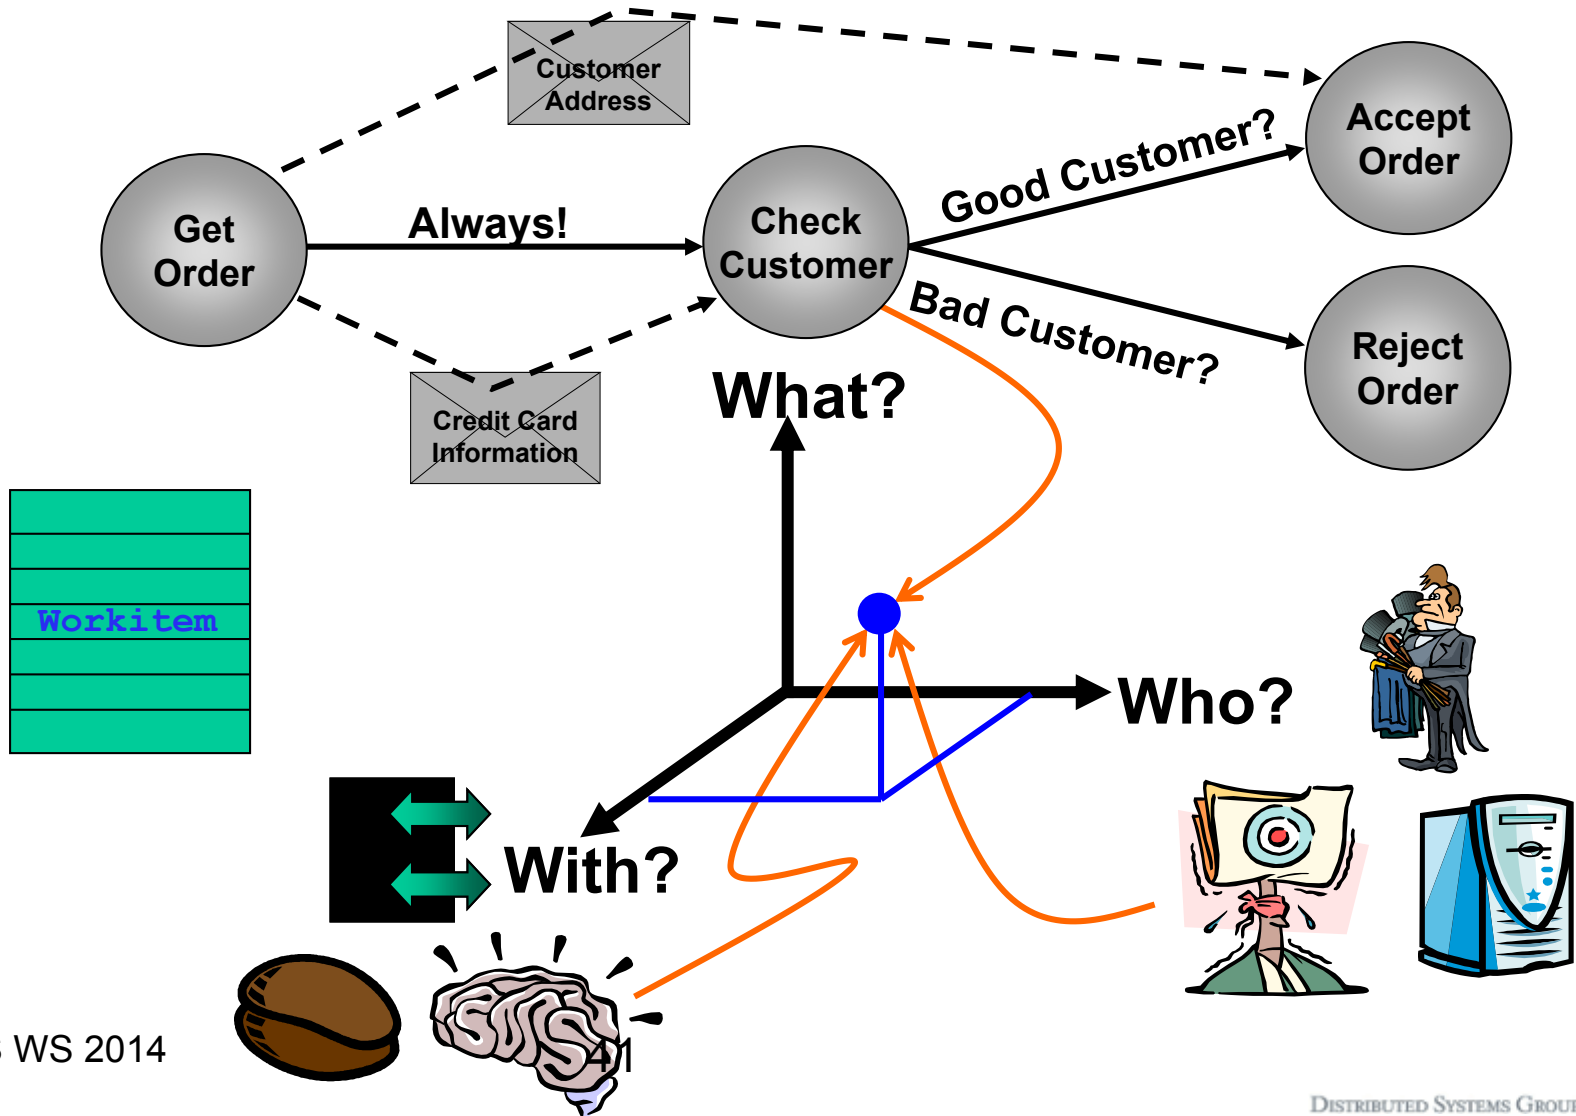 Customer
Address
Accept
Order
Good Customer?
Get
Order
Always!
Check
Customer
Bad Customer?
Reject
Order
What?
Credit Card
Information
Workitem
Who?
With?
WS 2014
41
DISTRIBUTED SYSTEMS GROUP